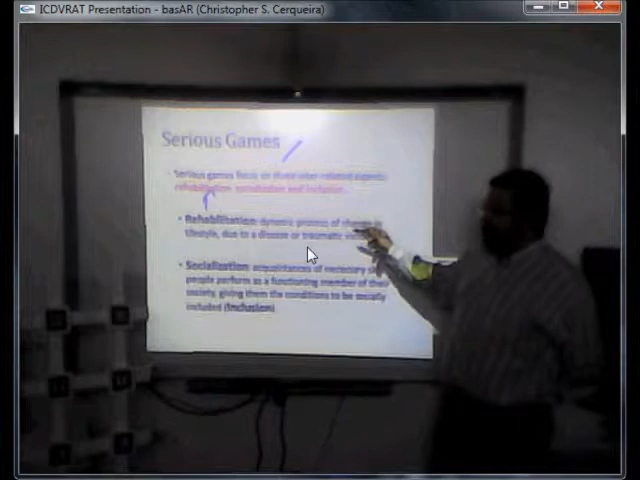 ICDVRAT Presentation - basAR (Christopher S. Cerqueira)
Serious Games
Serious games focus on three inter-related aspects:
rehabilitation, socialization and inclusion.
Rehabilitation: dynamic process of change in
lifestyle, due to a disease or traumatic
Socialization: acquaintances of necessary
people perform as a functioning member of their
society, giving them the conditions to be socially
included (Inclusion)